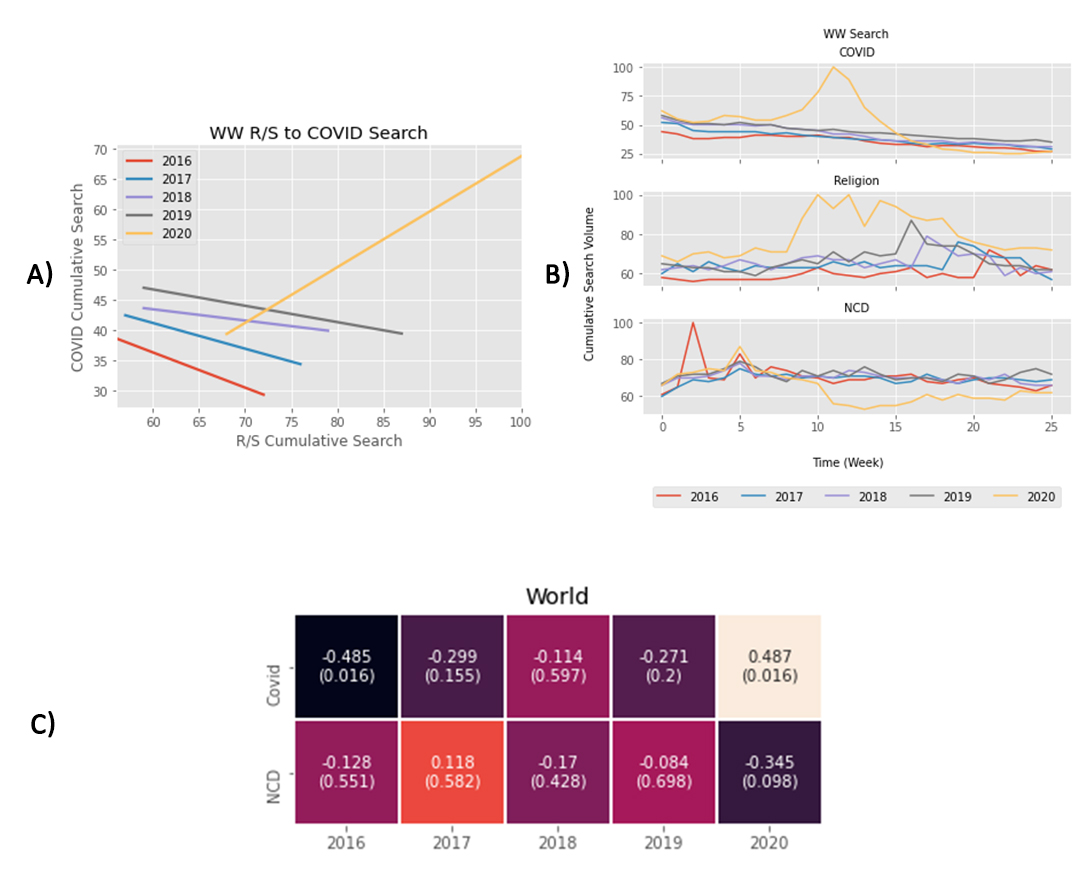 A)
WW R/S to COVID Search
COVID Cumulative Search
70
65
60
55
50
45
40
35
30
2016
2017
2018
2019
2020
60 65 70 75 80 85 90 95 100
R/S Cumulative Search
B)
WW Search
COVID
Cumulative Search Volume
100
75
50
25
Religion
100
80
60
NCD
100
80
60
0 5 10 15 20 25
Time (Week)
2016 2017 2018 2019 2020
C)
World
Covid
-0.485 -0.299 -0.114 -0.271 0.487
(0.016) (0.155) (0.597) (0.2) (0.016)
NCD
-0.128 0.118 -0.17 -0.084 -0.345
(0.551) (0.582) (0.428) (0.698) (0.098)
2016 2017 2018 2019 2020